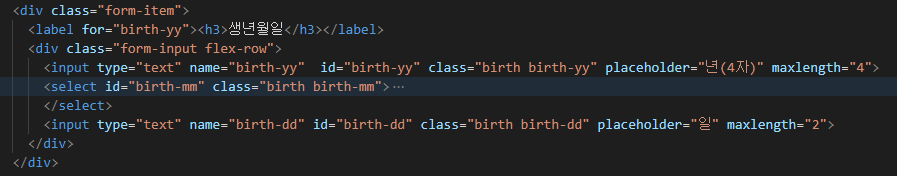 <div class="form-item">
<label for="birth-yy"><h3>생년월일</h3></label>
<div class="form-input flex-row">
<input type="text" name="birth-yy"  id="birth-yy" class="birth birth-yy" placeholder="년(4자)" maxlength="4">
<select id="birth-mm" class="birth birth-mm">⋯
</select>
<input type="text" name="birth-dd" id="birth-dd" class="birth birth-dd" placeholder="일" maxlength="2">
</div>
</div>